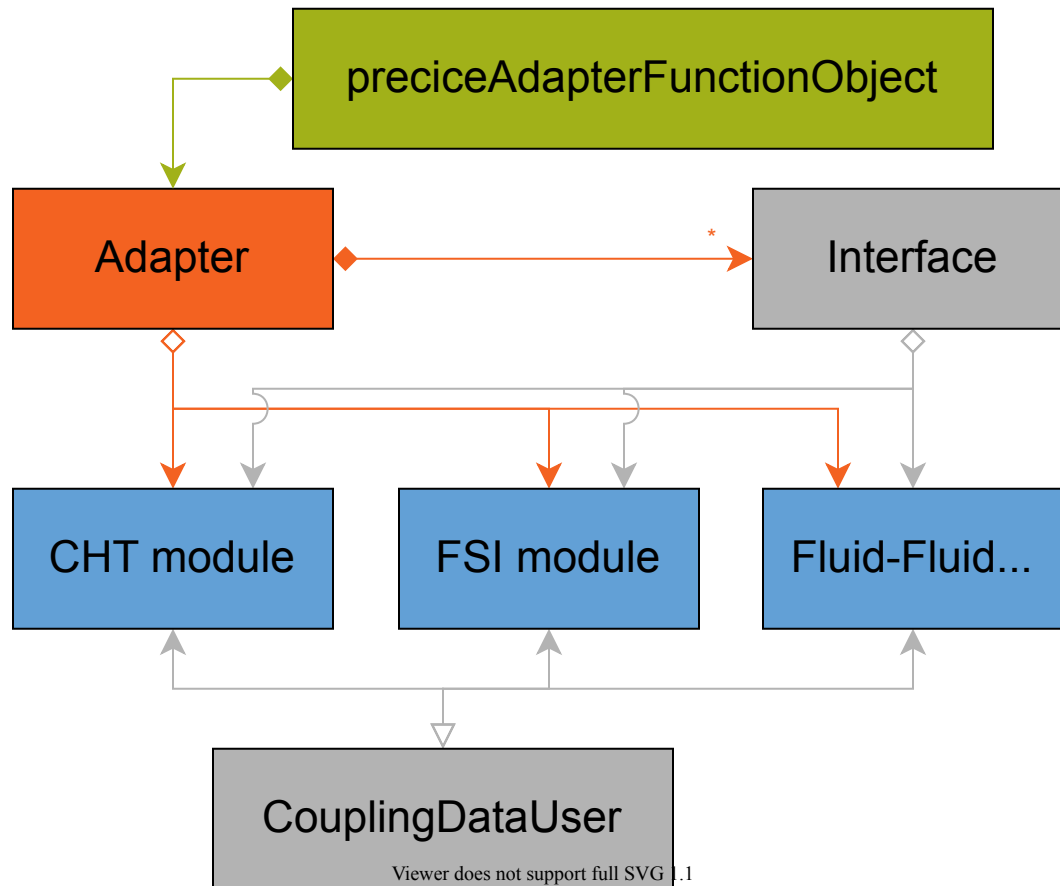 preciceAdapterFunctionObject
Adapter
*
Interface
CHT module
FSI module
Fluid-Fluid...
CouplingDataUser
Viewer does not support full SVG 1.1